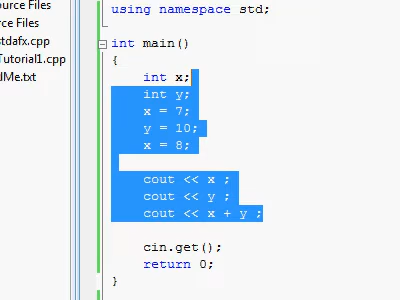 ource Files
using namespace std;
ource Files
stdafx.cpp
int main()
Tutorial1.cpp
{
dMe.txt
int x;
int y;
x = 7;
y = 10;
x = 8;
cout << x ;
cout << y ;
cout << x + y ;
cin.get();
return 0;
}